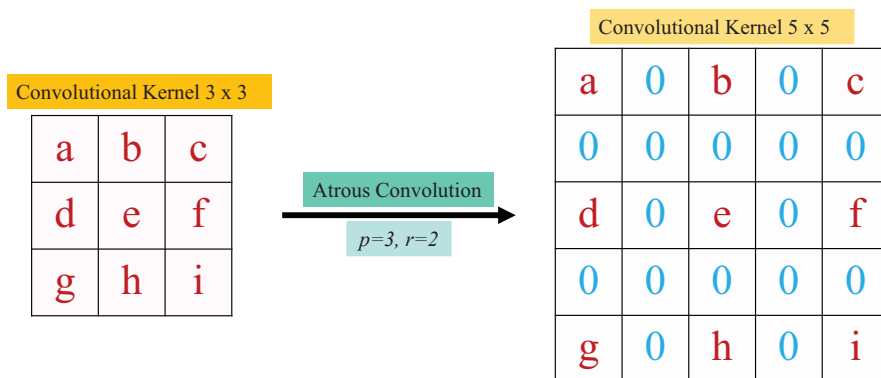 Convolutional Kernel 3 x 3
a b c
d e f
g h i
Atrous Convolution
p=3, r=2
Convolutional Kernel 5 x 5
a 0 b 0 c
0 0 0 0 0
d 0 e 0 f
0 0 0 0 0
g 0 h 0 i